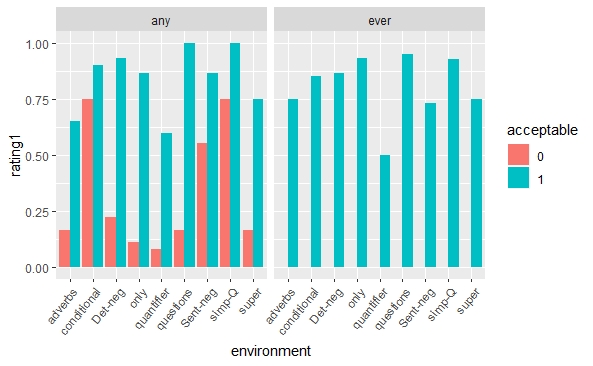 any ever
1.00
0.75
0.50
0.25
0.00
rating1
adverbs conditional Det-neg only quantifier questions Sent-neg simp-Q super
adverbs conditional Det-neg only quantifier questions Sent-neg simp-Q super
environment
acceptable
0
1